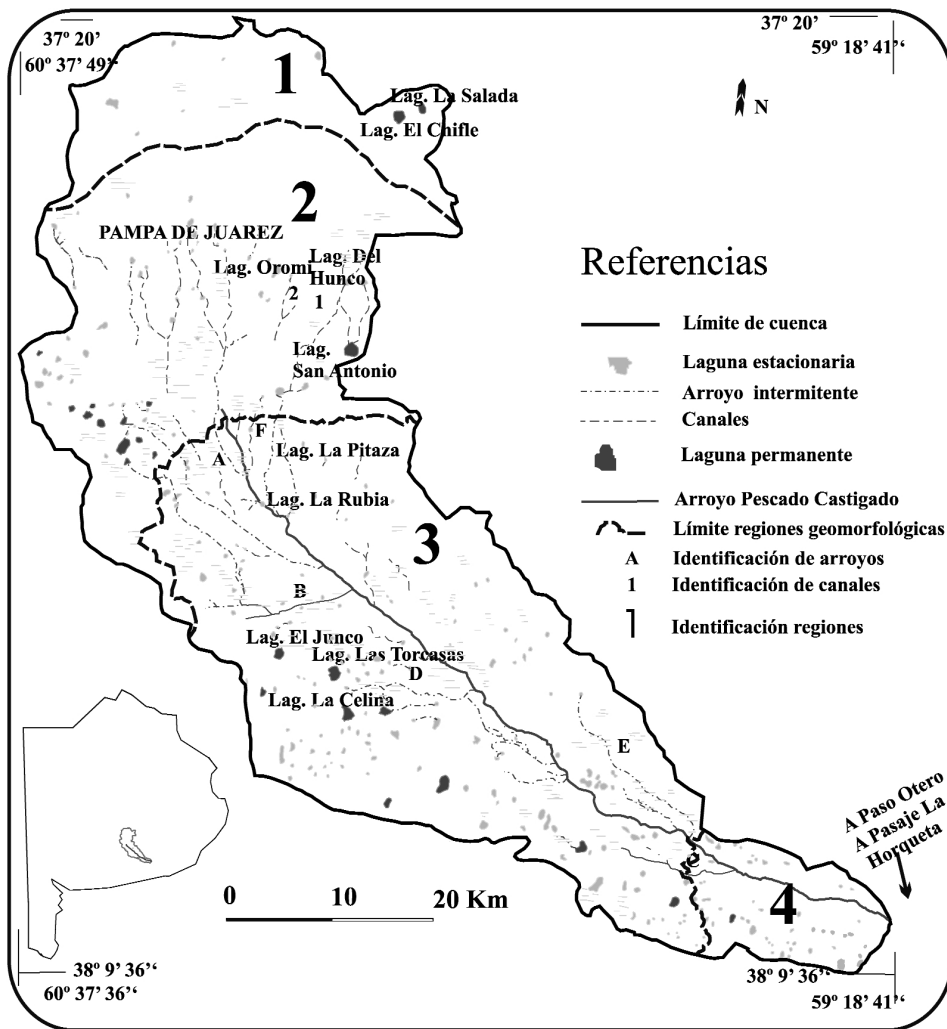 37º 20’
60º 37’ 49’‘
37º 20’
59º 18’ 41’‘
1
Lag. La Salada
Lag. El Chifle
N
2
PAMPA DE JUAREZ
Lag. Oromi
Lag. Del
Hunco
2
1
Lag.
San Antonio
Referencias
Límite de cuenca
Laguna estacionaria
Arroyo intermitente
Canales
Laguna permanente
Arroyo Pescado Castigado
Límite regiones geomorfológicas
A Identificación de arroyos
1 Identificación de canales
1 Identificación regiones
F
A
Lag. La Pitaza
Lag. La Rubia
3
B
Lag. El Junco
Lag. Las Torcasas
D
Lag. La Celina
E
C
4
A Paso Otero
A Pasaje La
Horqueta
0 10 20 Km
38º 9’ 36’‘
60º 37’ 36’‘
38º 9’ 36’‘
59º 18’ 41’‘